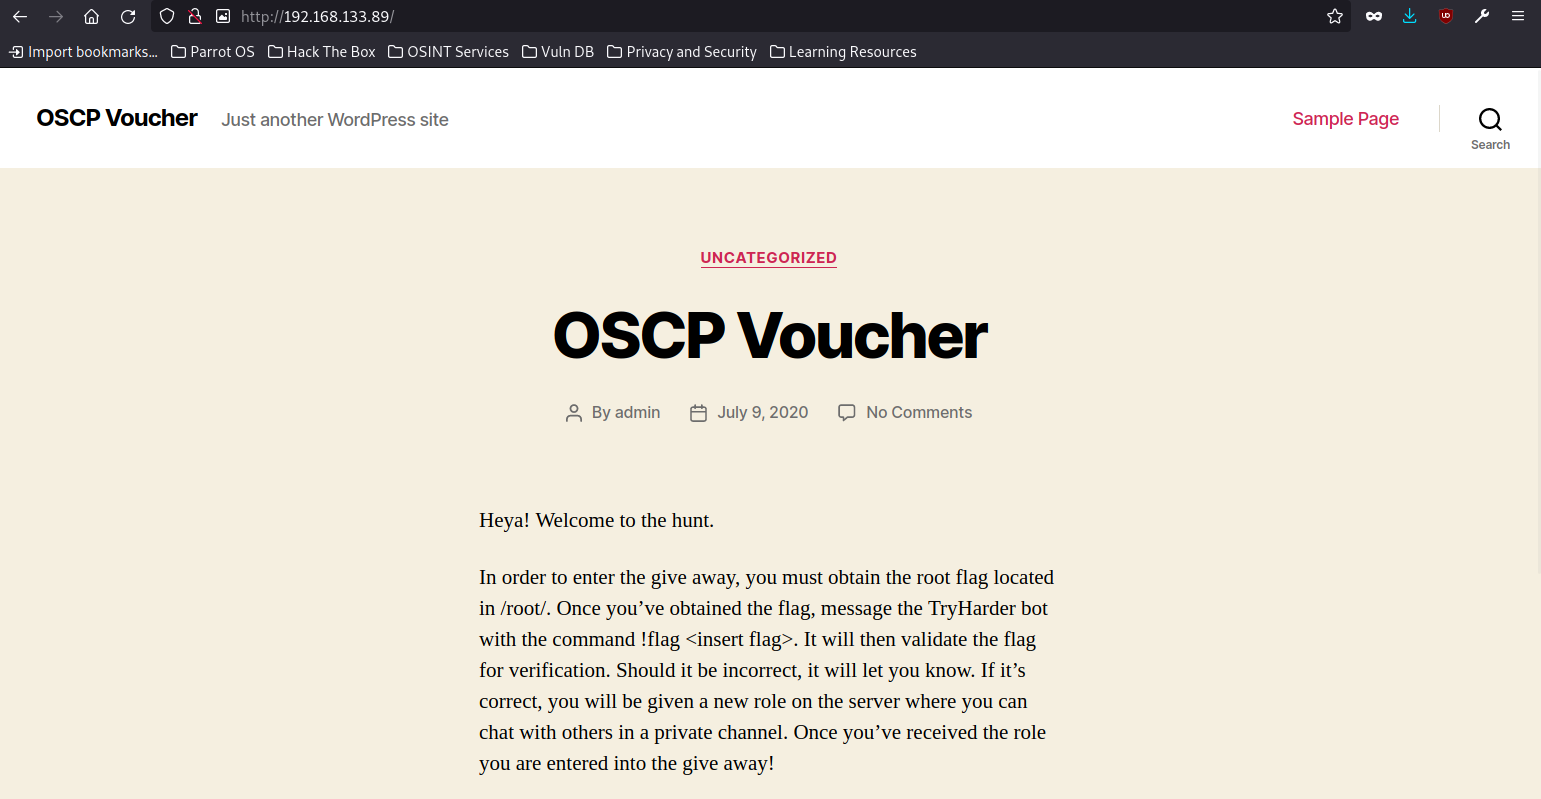 http://192.168.133.89/
Import bookmarks... Parrot OS Hack The Box OSINT Services Vuln DB Privacy and Security Learning Resources
OSCP Voucher Just another WordPress site Sample Page
Search
UNCATEGORIZED
OSCP Voucher
By admin July 9, 2020 No Comments
Heya! Welcome to the hunt.
In order to enter the give away, you must obtain the root flag located
in /root/. Once you’ve obtained the flag, message the TryHarder bot
with the command !flag <insert flag>. It will then validate the flag
for verification. Should it be incorrect, it will let you know. If it’s
correct, you will be given a new role on the server where you can
chat with others in a private channel. Once you’ve received the role
you are entered into the give away!